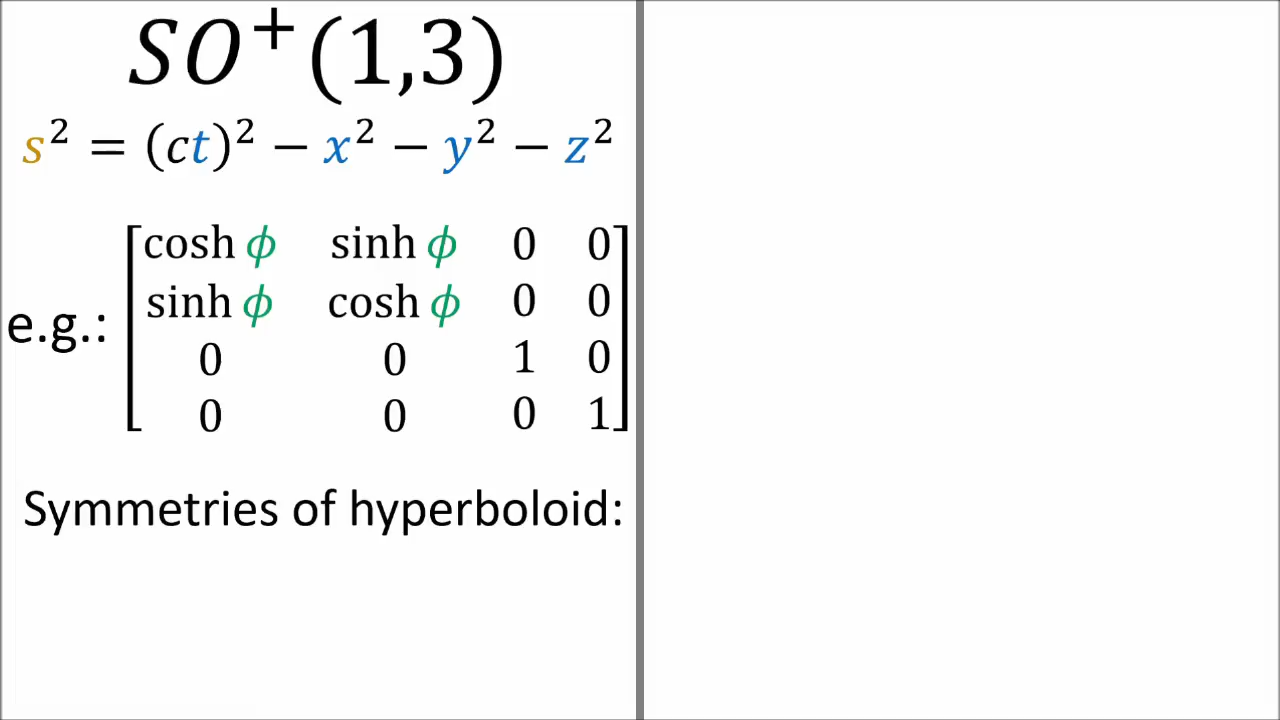 SO⁺(1,3)
s² = (ct)² − x² − y² − z²
cosh ϕ sinh ϕ 0 0
sinh ϕ cosh ϕ 0 0
e.g.:
0 0 1 0
0 0 0 1
Symmetries of hyperboloid: